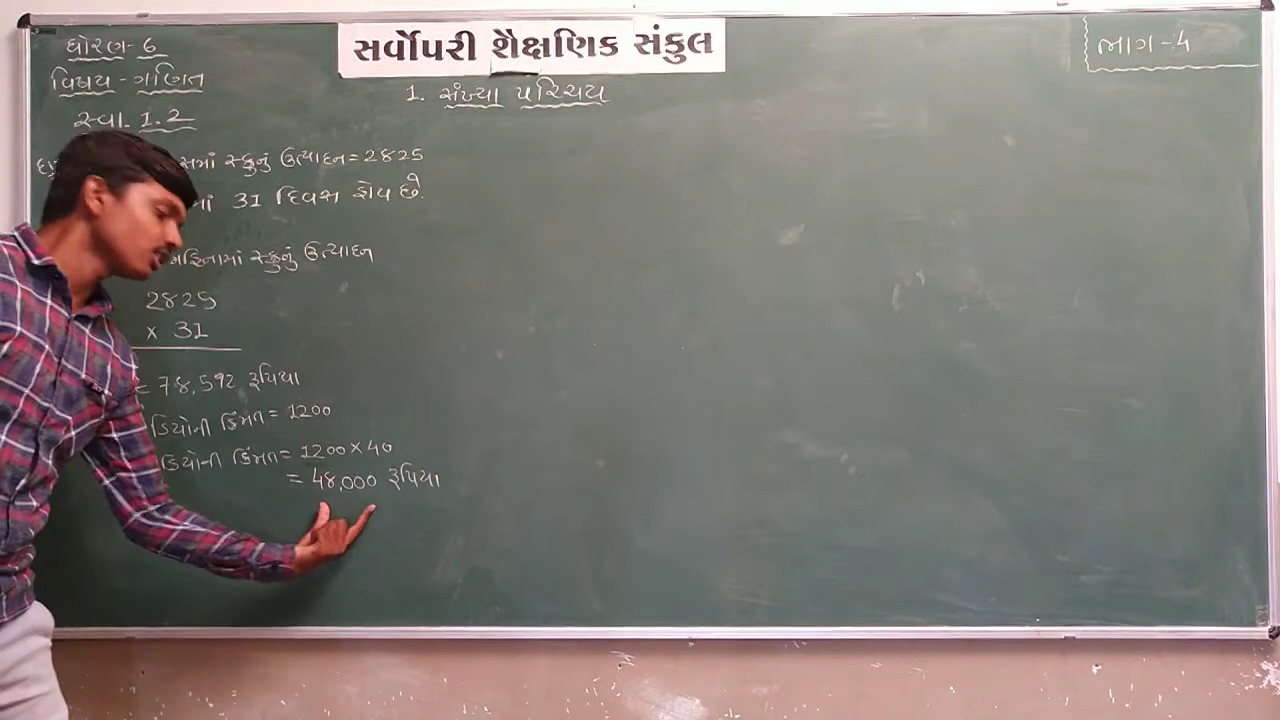 ધોરણ-6
સર્વોપરી શૈક્ષણિક સંકુલ
ભાગ-4
વિષય - ગણિત
1. સંખ્યા પરિચય
સ્વા. 1.2
સ્ક્રુનું ઉત્પાદન=2825
માં 31 દિવસ હોય છે.
મહિનામાં સ્ક્રુનું ઉત્પાદન
2825
× 31
= 78,592 રૂપિયા
કિંમત = 1200
કિંમત = 1200 × 40
= 48,000 રૂપિયા